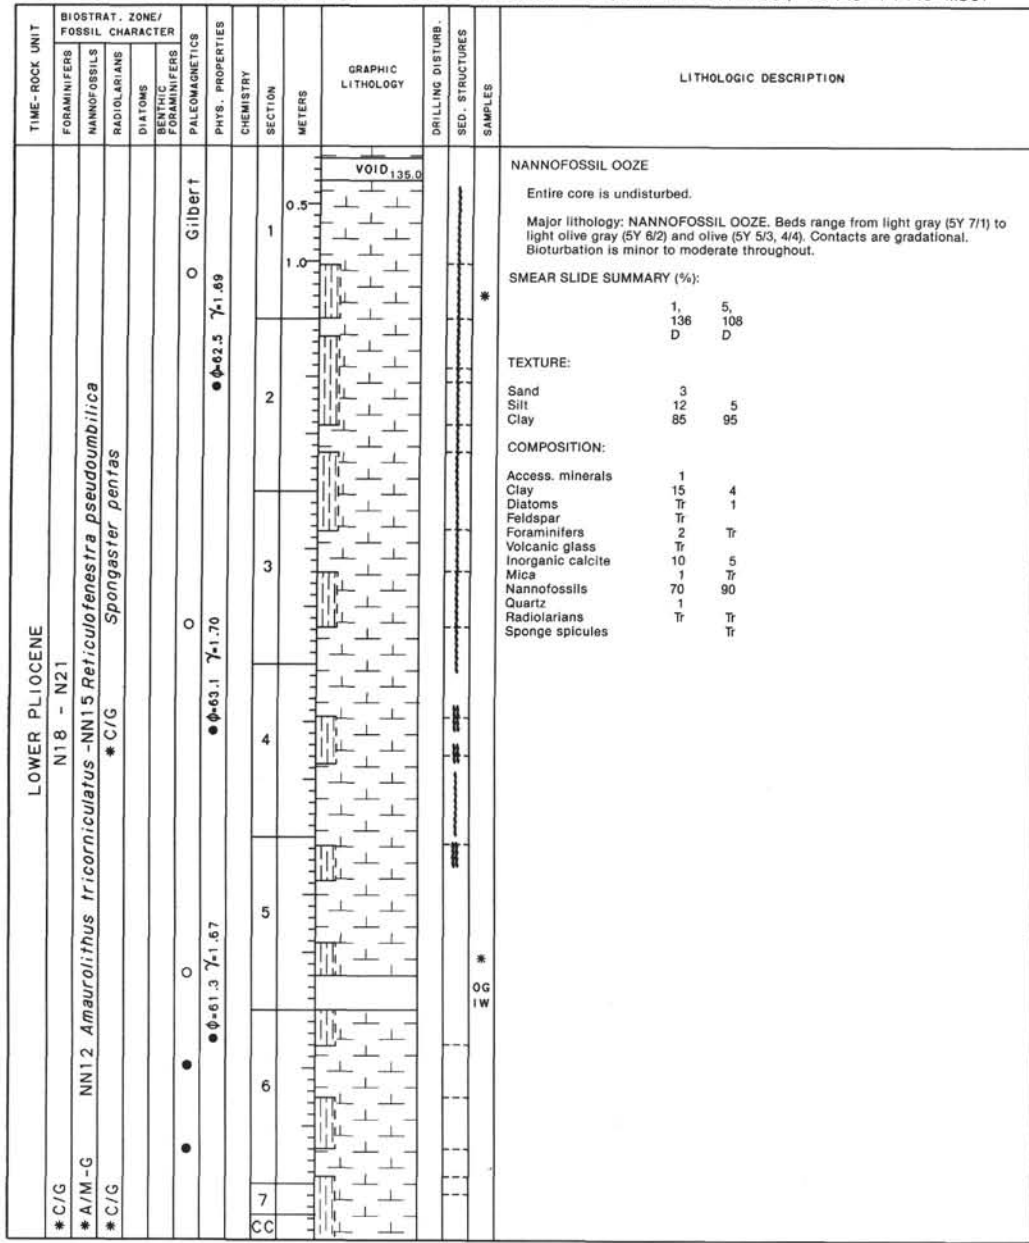 TIME-ROCK UNIT
BIOSTRAT. ZONE/
FOSSIL CHARACTER
FORAMINIFERS
NANNOFOSSILS
RADIOLARIANS
DIATOMS
BENTHIC
FORAMINIFERS
PALEOMAGNETICS
PHYS. PROPERTIES
CHEMISTRY
SECTION
METERS
GRAPHIC
LITHOLOGY
DRILLING DISTURB.
SED. STRUCTURES
SAMPLES
LITHOLOGIC DESCRIPTION
LOWER PLIOCENE
* C/G
N18 - N21
* A/M-G NN12 Amaurolithus tricorniculatus -NN15 Reticulofenestra pseudoumbilica
* C/G
* C/G Spongaster pentas
Gilbert
● Φ=62.5 γ=1.69
● Φ=63.1 γ=1.70
● Φ=61.3 γ=1.67
1
2
3
4
5
6
7
CC
0.5
1.0
VOID 135.0
*
*
OG
IW
NANNOFOSSIL OOZE
Entire core is undisturbed.
Major lithology: NANNOFOSSIL OOZE. Beds range from light gray (5Y 7/1) to
light olive gray (5Y 6/2) and olive (5Y 5/3, 4/4). Contacts are gradational.
Bioturbation is minor to moderate throughout.
SMEAR SLIDE SUMMARY (%):
1, 5,
136 108
D D
TEXTURE:
Sand 3
Silt 12 5
Clay 85 95
COMPOSITION:
Access. minerals 1
Clay 15 4
Diatoms Tr 1
Feldspar Tr
Foraminifers 2 Tr
Volcanic glass Tr
Inorganic calcite 10 5
Mica 1 Tr
Nannofossils 70 90
Quartz 1
Radiolarians Tr Tr
Sponge spicules Tr